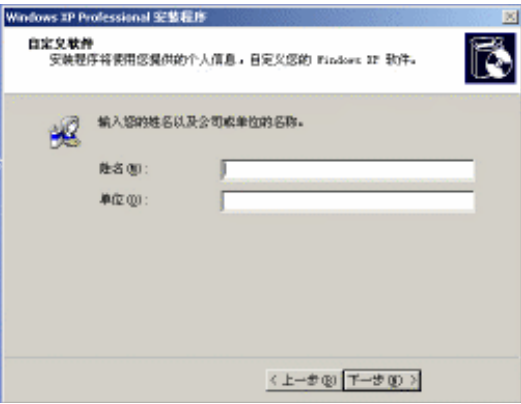 Windows XP Professional 安装程序
自定义软件
安装程序将使用您提供的个人信息，自定义您的 Windows XP 软件。
输入您的姓名以及公司或单位的名称。
姓名(M):
单位(O):
< 上一步(B)
下一步(N) >